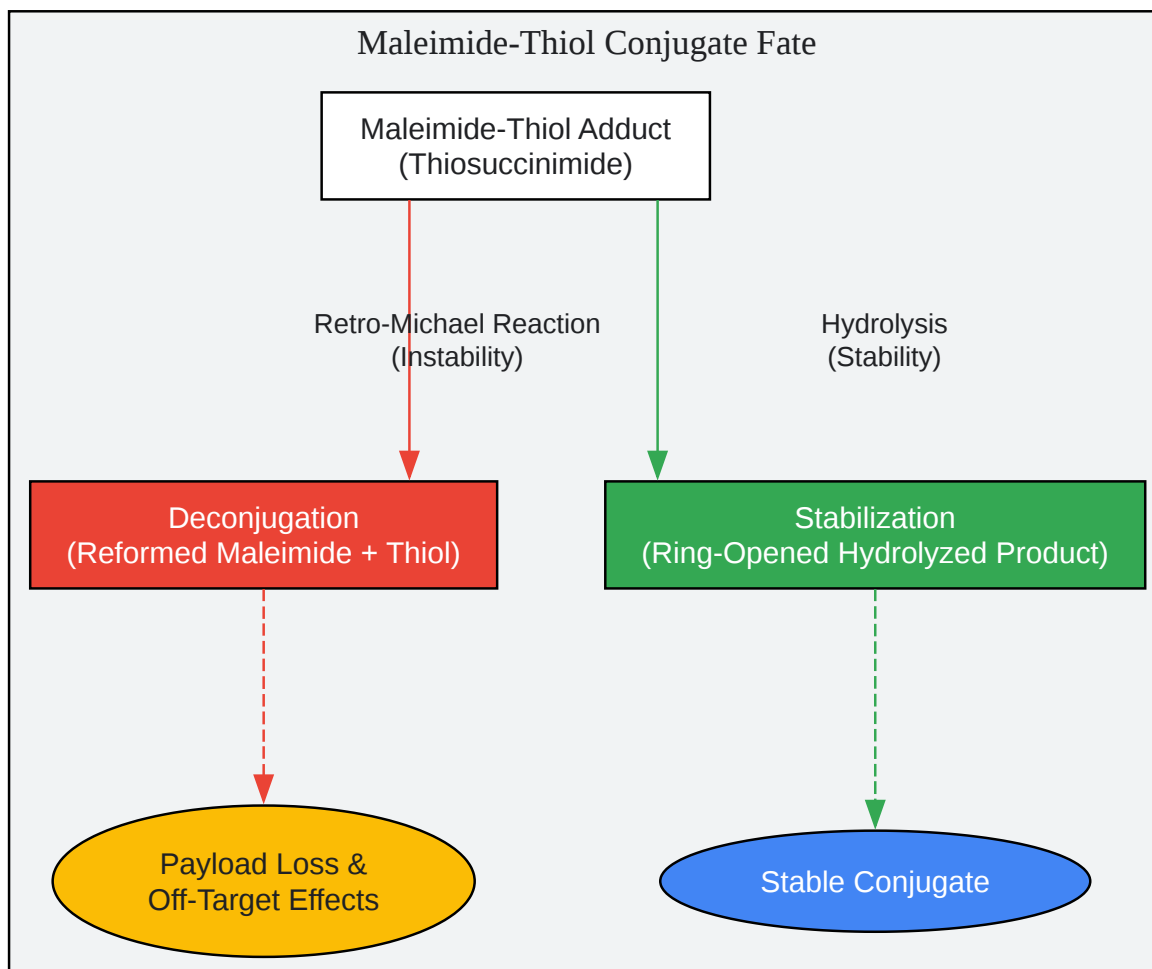 Maleimide-Thiol Conjugate Fate
Maleimide-Thiol Adduct
(Thiosuccinimide)
Retro-Michael Reaction
(Instability)
Hydrolysis
(Stability)
Deconjugation
(Reformed Maleimide + Thiol)
Stabilization
(Ring-Opened Hydrolyzed Product)
Payload Loss &
Off-Target Effects
Stable Conjugate